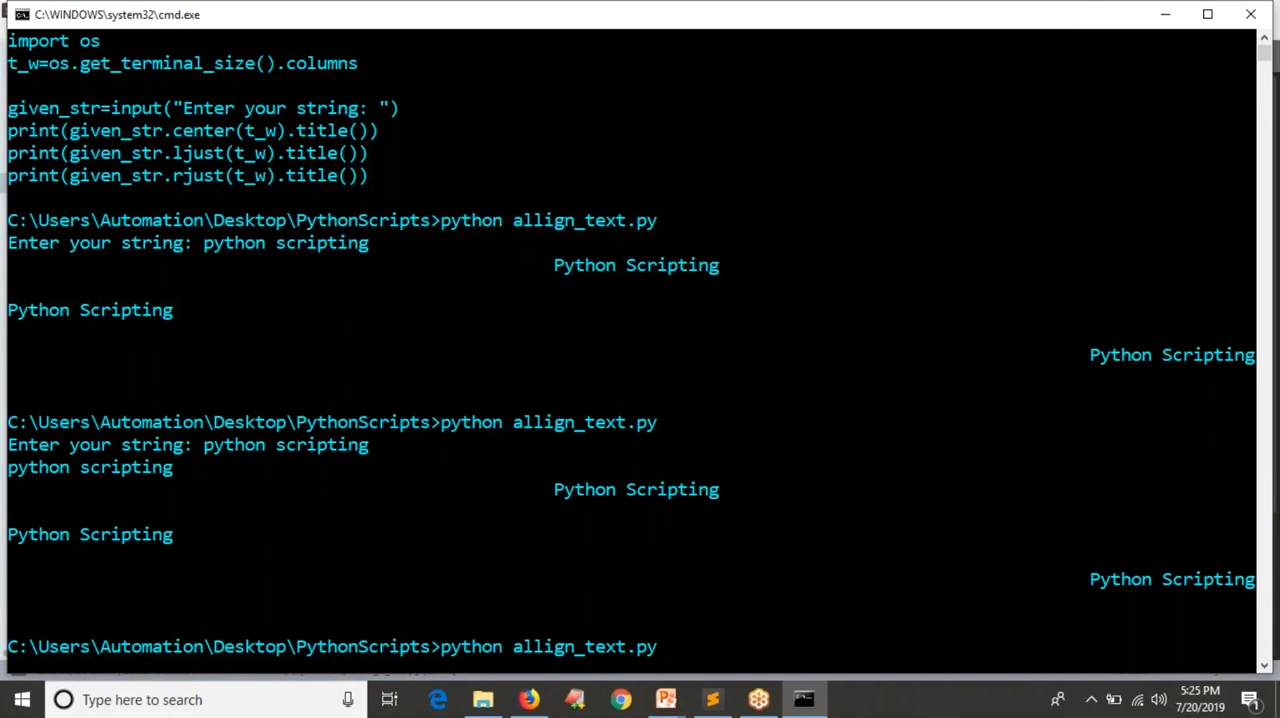 C:\WINDOWS\system32\cmd.exe
import os
t_w=os.get_terminal_size().columns
given_str=input("Enter your string: ")
print(given_str.center(t_w).title())
print(given_str.ljust(t_w).title())
print(given_str.rjust(t_w).title())
C:\Users\Automation\Desktop\PythonScripts>python allign_text.py
Enter your string: python scripting
Python Scripting
Python Scripting
Python Scripting
C:\Users\Automation\Desktop\PythonScripts>python allign_text.py
Enter your string: python scripting
python scripting
Python Scripting
Python Scripting
Python Scripting
C:\Users\Automation\Desktop\PythonScripts>python allign_text.py
Type here to search
5:25 PM
7/20/2019